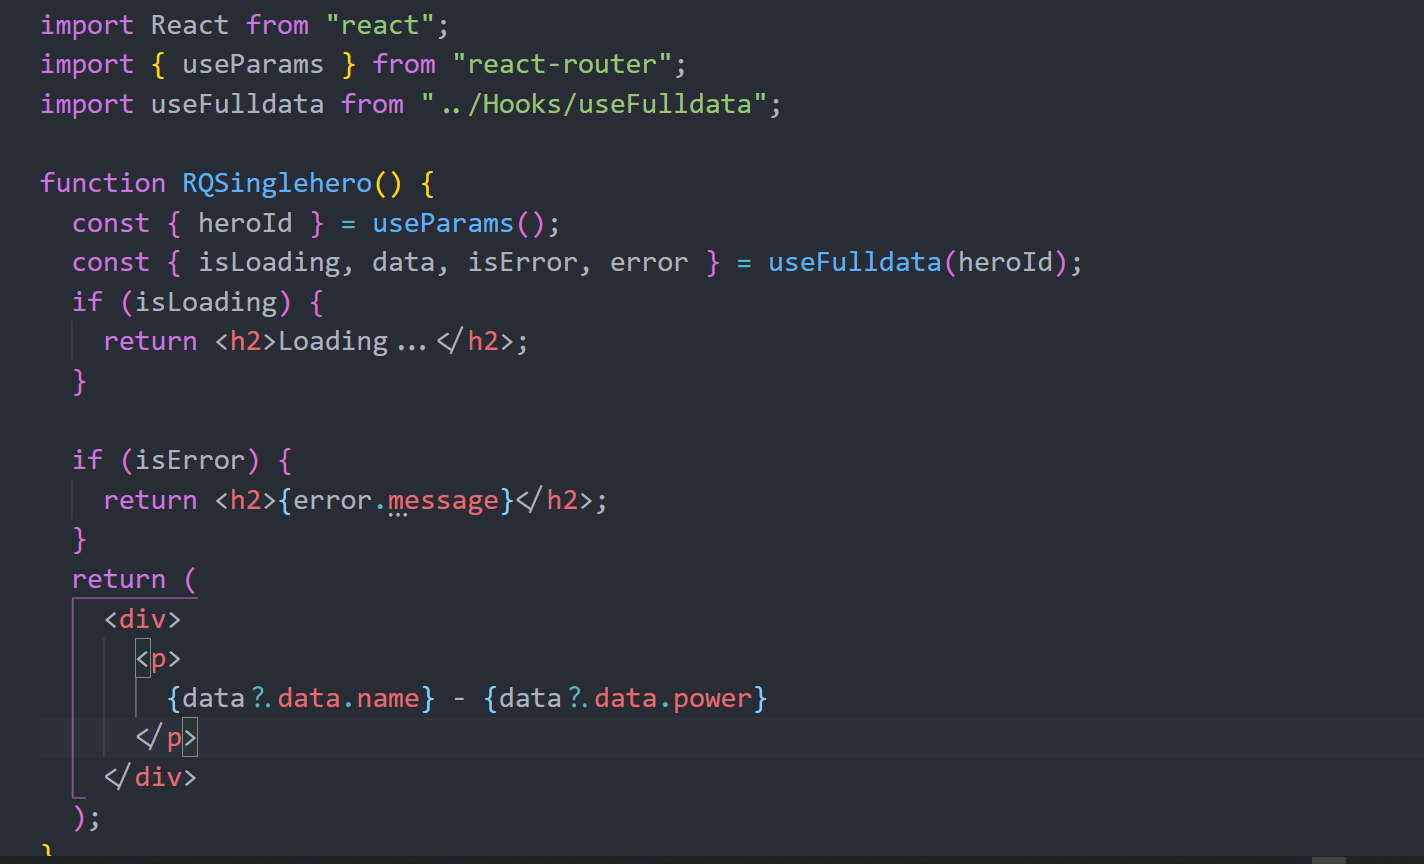 import React from "react";
import { useParams } from "react-router";
import useFulldata from "../Hooks/useFulldata";
function RQSinglehero() {
const { heroId } = useParams();
const { isLoading, data, isError, error } = useFulldata(heroId);
if (isLoading) {
return <h2>Loading...</h2>;
}
if (isError) {
return <h2>{error.message}</h2>;
}
return (
<div>
<p>
{data?.data.name} - {data?.data.power}
</p>
</div>
);
}